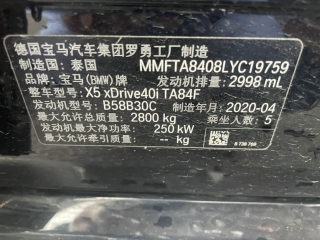 德国宝马汽车集团罗勇工厂制造
制造国：泰国 MMFTA8408LYC19759
品牌：宝马(BMW)牌 发动机排量：2998 mL
整车型号：X5 xDrive40i TA84F
发动机型号：B58B30C 2020-04
最大允许总质量：2800 kg 乘坐人数：5
发动机最大净功率：250 kW
最大允许牵引质量：-- kg